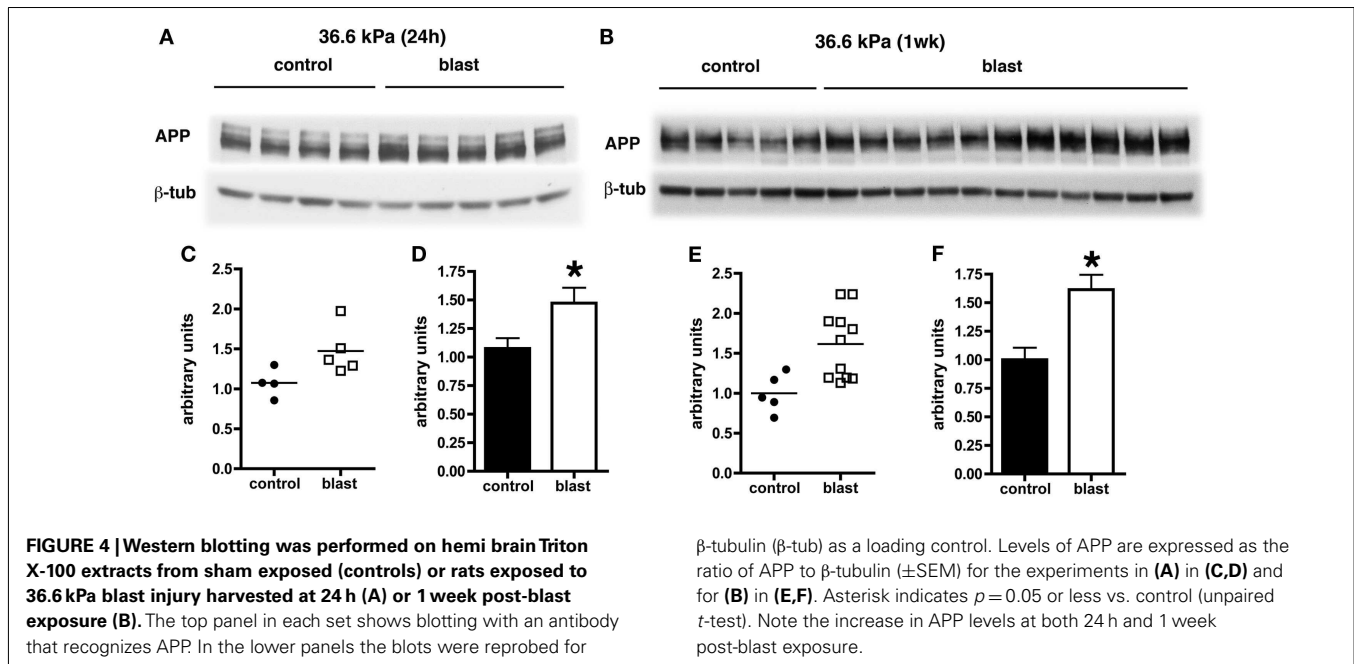 A
36.6 kPa (24h)
control blast
APP
β-tub
B
36.6 kPa (1wk)
control blast
APP
β-tub
C
arbitrary units
2.5
2.0
1.5
1.0
0.5
0.0
control blast
D
arbitrary units
1.75
1.50
1.25
1.00
0.75
0.50
0.25
0.00
*
control blast
E
arbitrary units
2.5
2.0
1.5
1.0
0.5
0.0
control blast
F
arbitrary units
1.75
1.50
1.25
1.00
0.75
0.50
0.25
0.00
*
control blast
FIGURE 4 | Western blotting was performed on hemi brain Triton
X-100 extracts from sham exposed (controls) or rats exposed to
36.6 kPa blast injury harvested at 24 h (A) or 1 week post-blast
exposure (B). The top panel in each set shows blotting with an antibody
that recognizes APP. In the lower panels the blots were reprobed for
β-tubulin (β-tub) as a loading control. Levels of APP are expressed as the
ratio of APP to β-tubulin (±SEM) for the experiments in (A) in (C,D) and
for (B) in (E,F). Asterisk indicates p = 0.05 or less vs. control (unpaired
t-test). Note the increase in APP levels at both 24 h and 1 week
post-blast exposure.